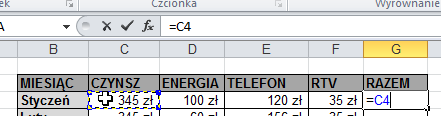 Czcionka Wyrównanie
=C4
B C D E F G
MIESIĄC CZYNSZ ENERGIA TELEFON RTV RAZEM
Styczeń 345 zł 100 zł 120 zł 35 zł =C4